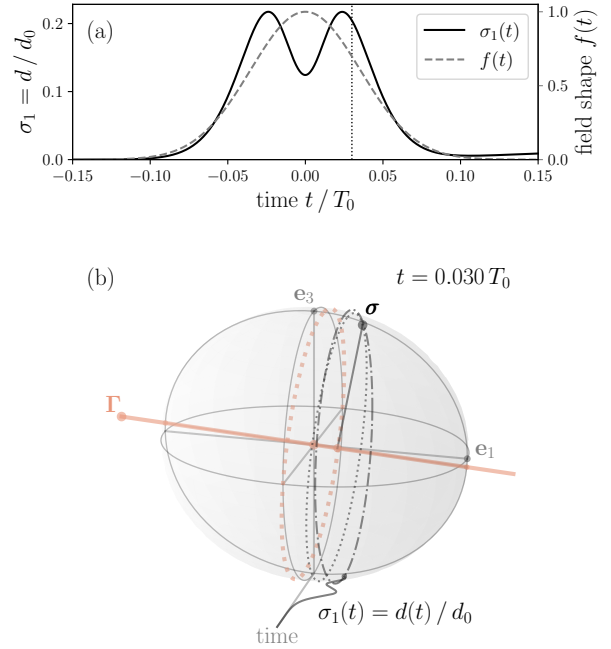 (a)
σ₁(t)
f(t)
σ₁ = d / d₀
0.2
0.1
0.0
field shape f(t)
1.0
0.5
0.0
−0.15 −0.10 −0.05 0.00 0.05 0.10 0.15
time t / T₀
(b)
t = 0.030 T₀
e₃
σ
Γ
e₁
σ₁(t) = d(t) / d₀
time